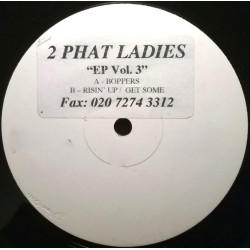 2 PHAT LADIES
“EP Vol. 3”
A - BOPPERS
B – RISIN' UP / GET SOME
Fax: 020 7274 3312